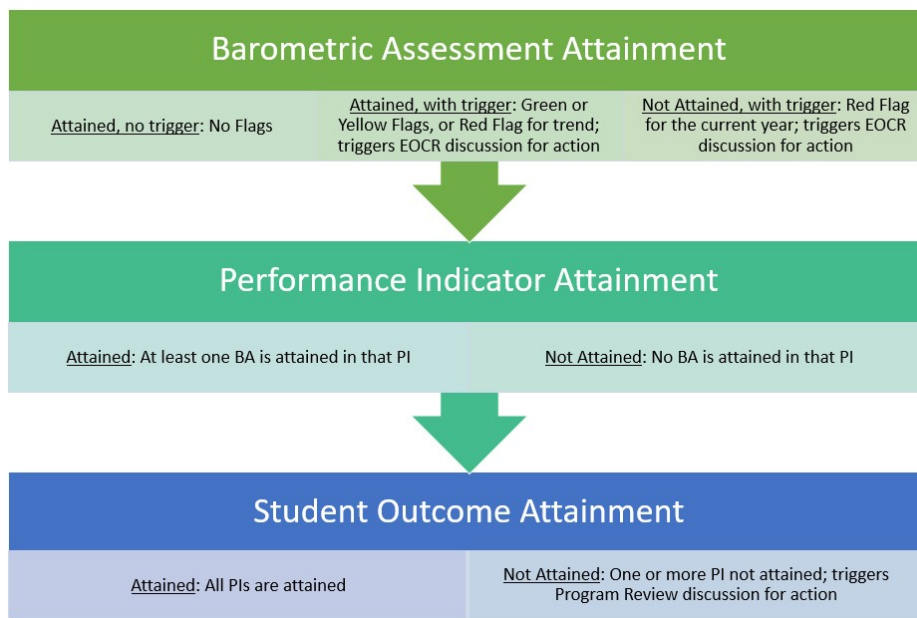 Barometric Assessment Attainment
Attained, no trigger: No Flags
Attained, with trigger: Green or
Yellow Flags, or Red Flag for trend;
triggers EOCR discussion for action
Not Attained, with trigger: Red Flag
for the current year; triggers EOCR
discussion for action
Performance Indicator Attainment
Attained: At least one BA is attained in that PI
Not Attained: No BA is attained in that PI
Student Outcome Attainment
Attained: All PIs are attained
Not Attained: One or more PI not attained; triggers
Program Review discussion for action